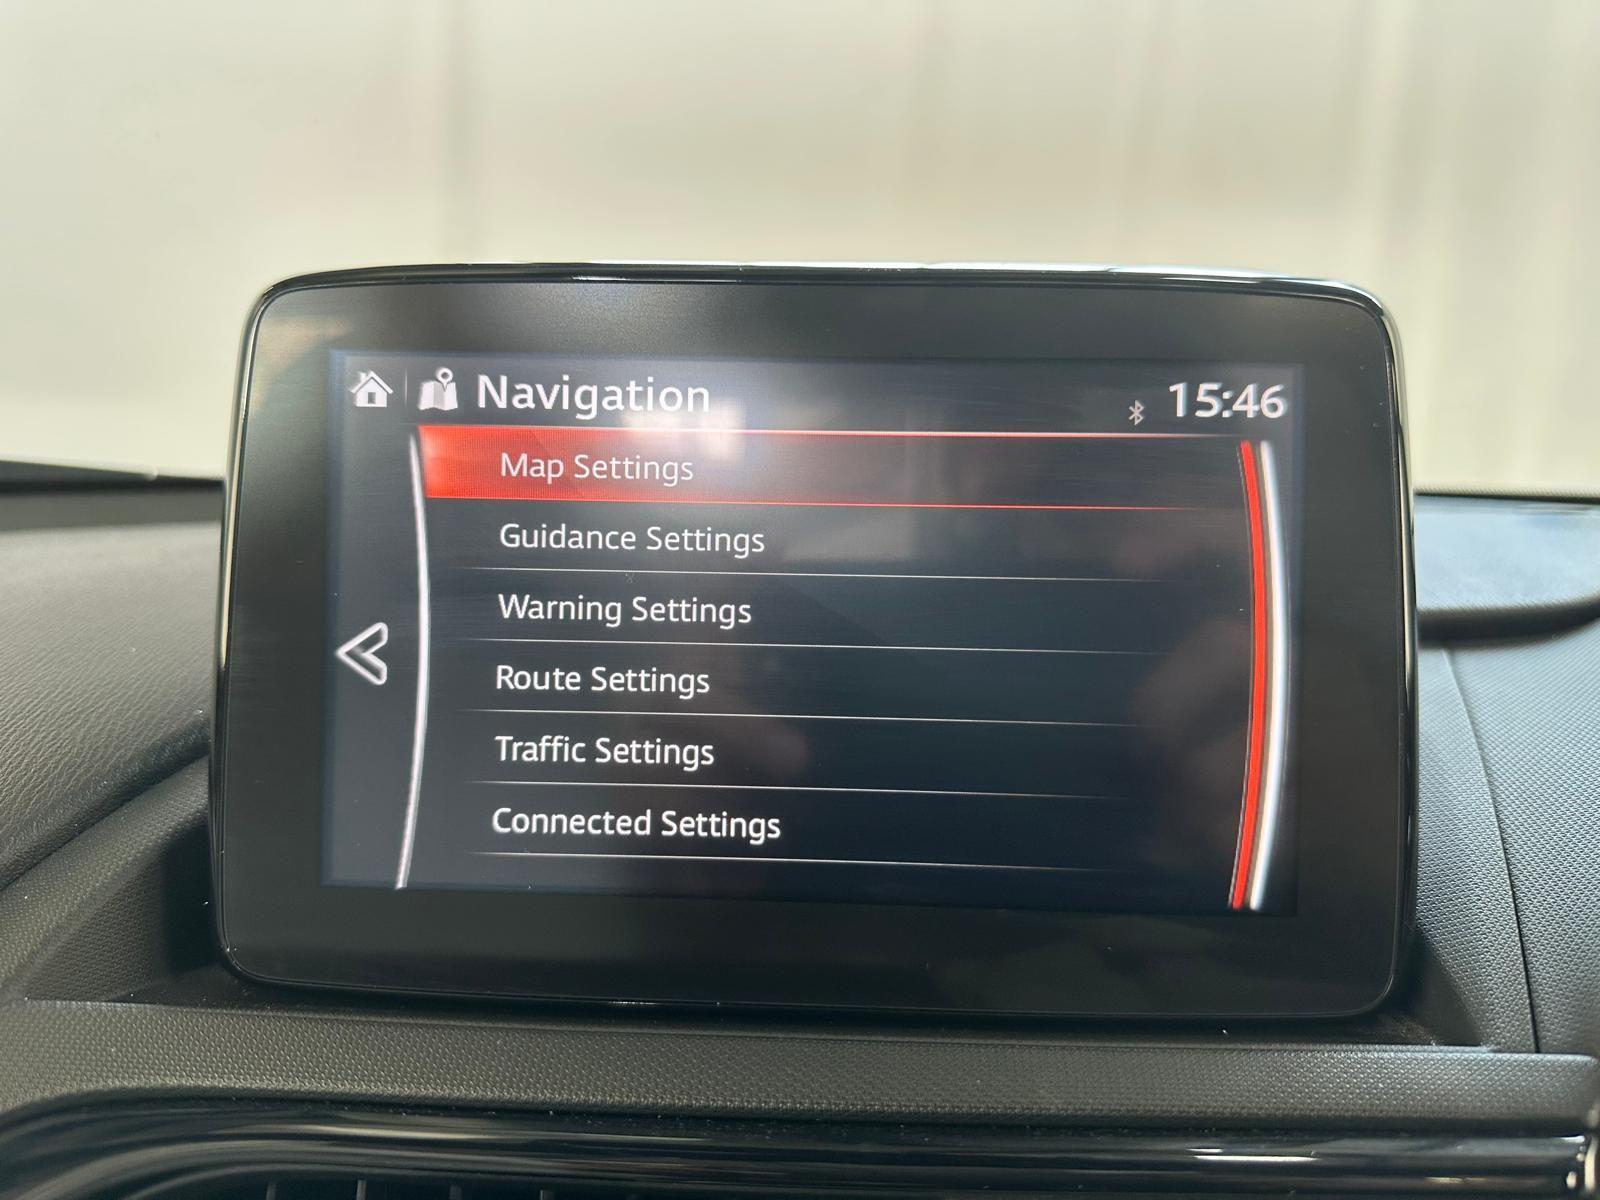 Navigation
15:46
Map Settings
Guidance Settings
Warning Settings
Route Settings
Traffic Settings
Connected Settings